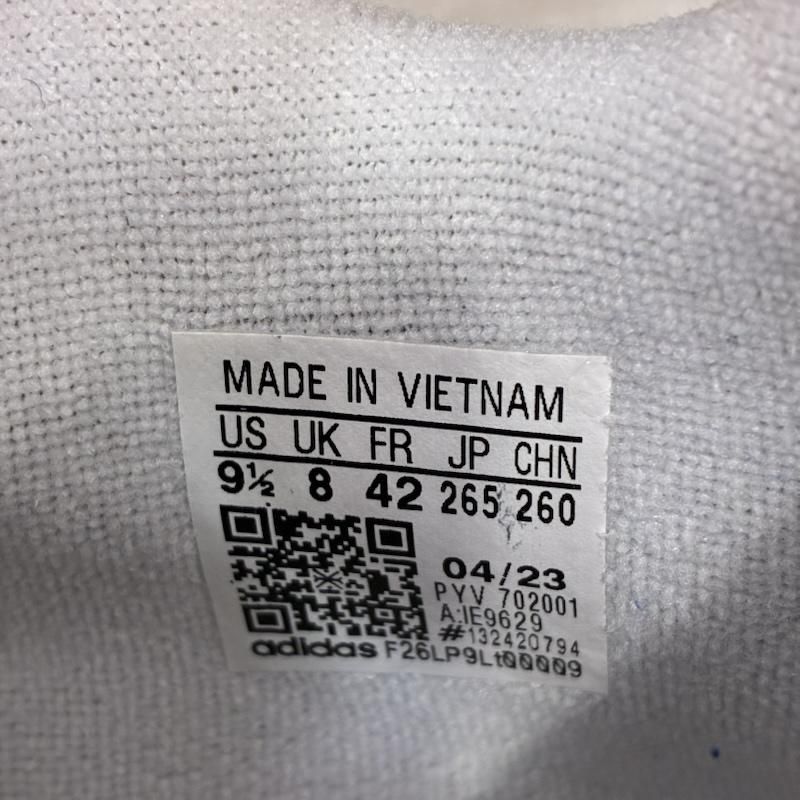 MADE IN VIETNAM
US UK FR JP CHN
9½ 8 42 265 260
04/23
PYV 702001
A:IE9629
#132420794
adidas F26LP9Lt00009